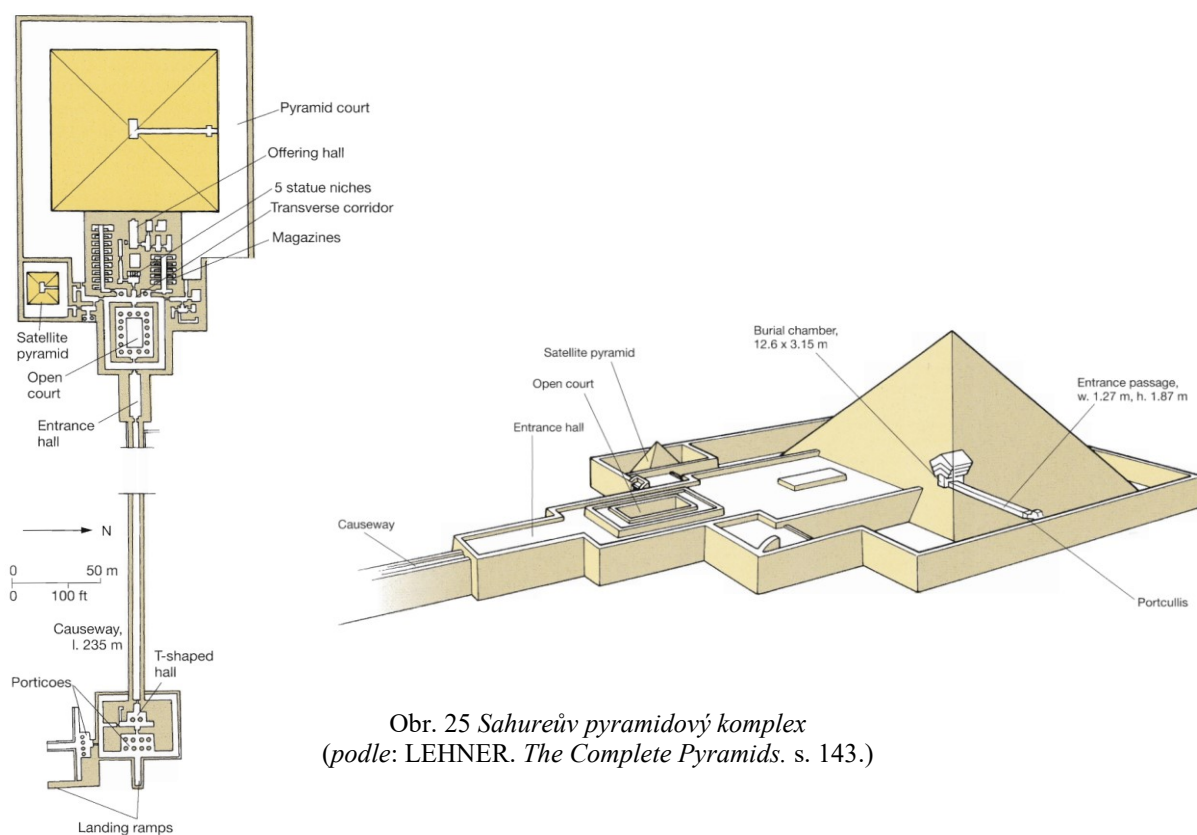 Pyramid court
Offering hall
5 statue niches
Transverse corridor
Magazines
Satellite
pyramid
Open
court
Entrance
hall
N
0 50 m
0 100 ft
Causeway,
l. 235 m
T-shaped
hall
Porticoes
Landing ramps
Burial chamber,
12.6 x 3.15 m
Satellite pyramid
Open court
Entrance passage,
w. 1.27 m, h. 1.87 m
Entrance hall
Causeway
Portcullis
Obr. 25 Sahureův pyramidový komplex
(podle: LEHNER. The Complete Pyramids. s. 143.)